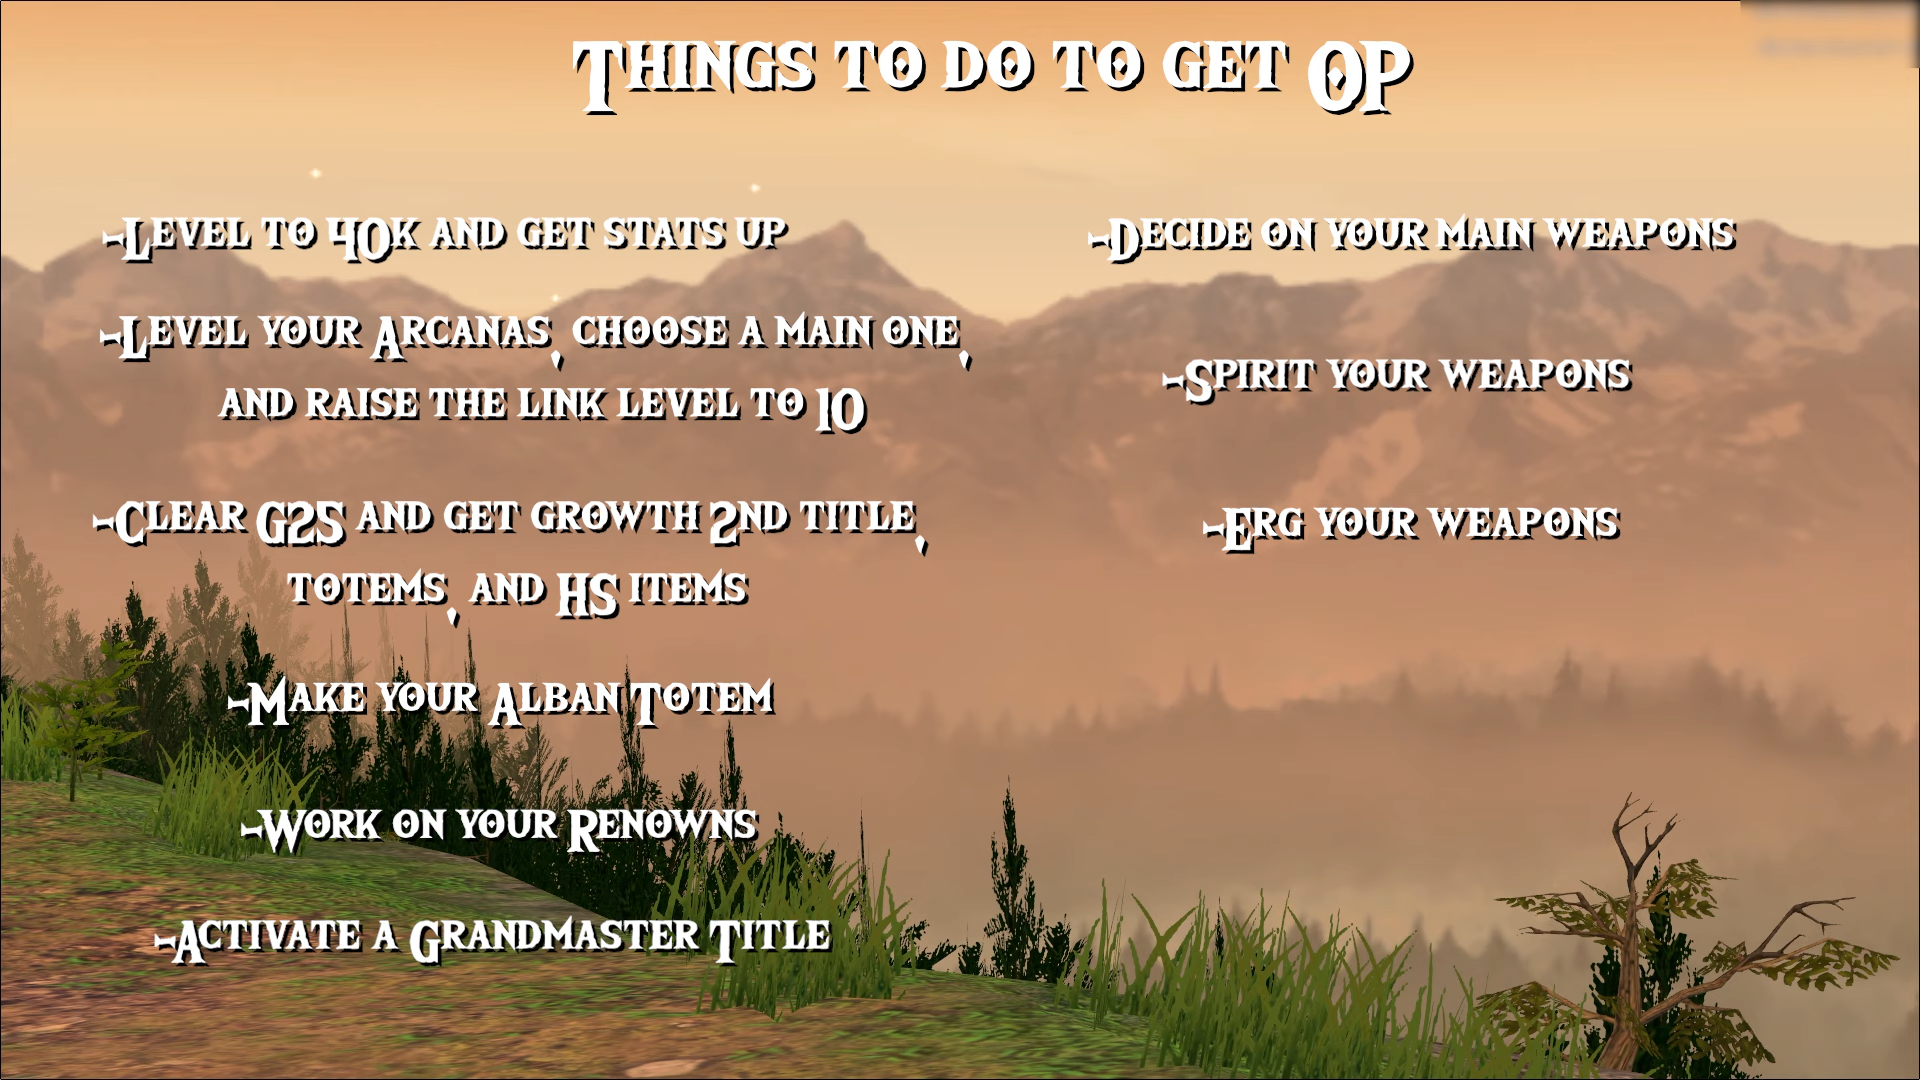 Things to do to get OP
-Level to 40k and get stats up
-Level your Arcanas, choose a main one,
and raise the link level to 10
-Clear G25 and get growth 2nd title,
totems, and HS items
-Make your Alban Totem
-Work on your Renowns
-Activate a Grandmaster Title
-Decide on your main weapons
-Spirit your weapons
-Erg your weapons